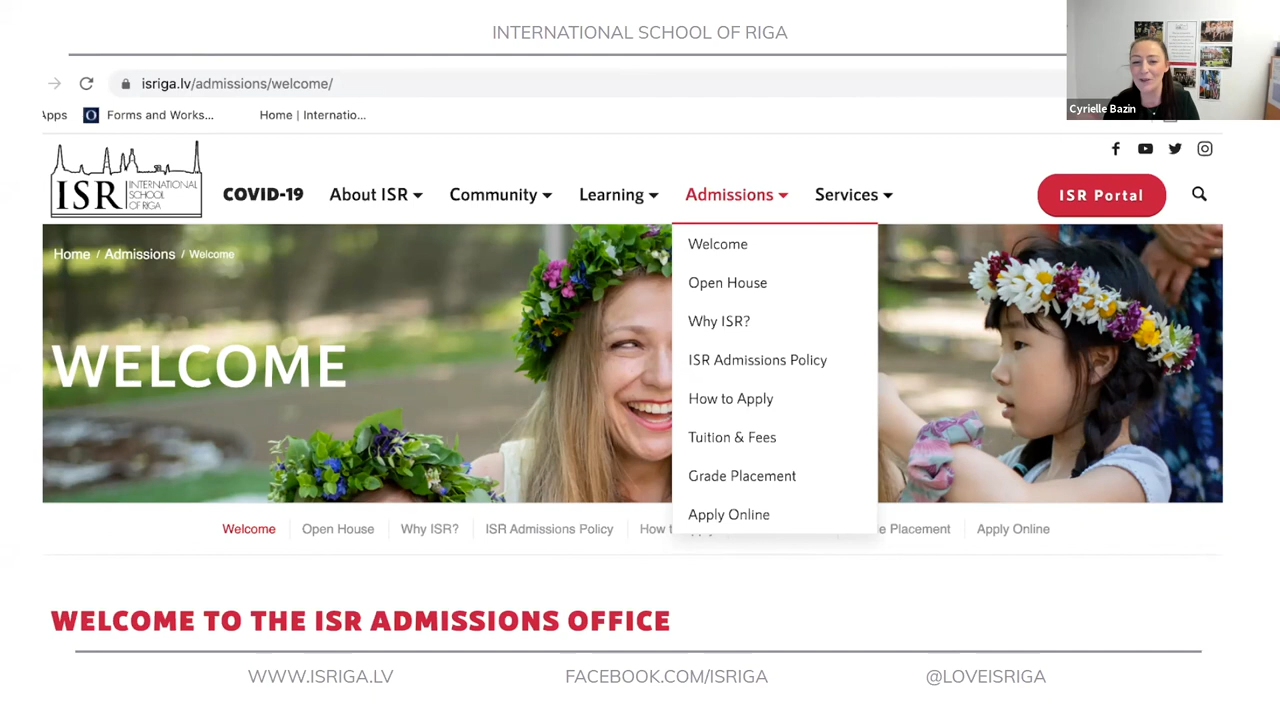 INTERNATIONAL SCHOOL OF RIGA
Cyrielle Bazin
isriga.lv/admissions/welcome/
Apps Forms and Works... Home | Internatio...
ISR INTERNATIONAL SCHOOL OF RIGA
COVID-19 About ISR Community Learning Admissions Services ISR Portal
Home / Admissions / Welcome
WELCOME
Welcome
Open House
Why ISR?
ISR Admissions Policy
How to Apply
Tuition & Fees
Grade Placement
Apply Online
Welcome Open House Why ISR? ISR Admissions Policy How Placement Apply Online
WELCOME TO THE ISR ADMISSIONS OFFICE
WWW.ISRIGA.LV FACEBOOK.COM/ISRIGA @LOVEISRIGA